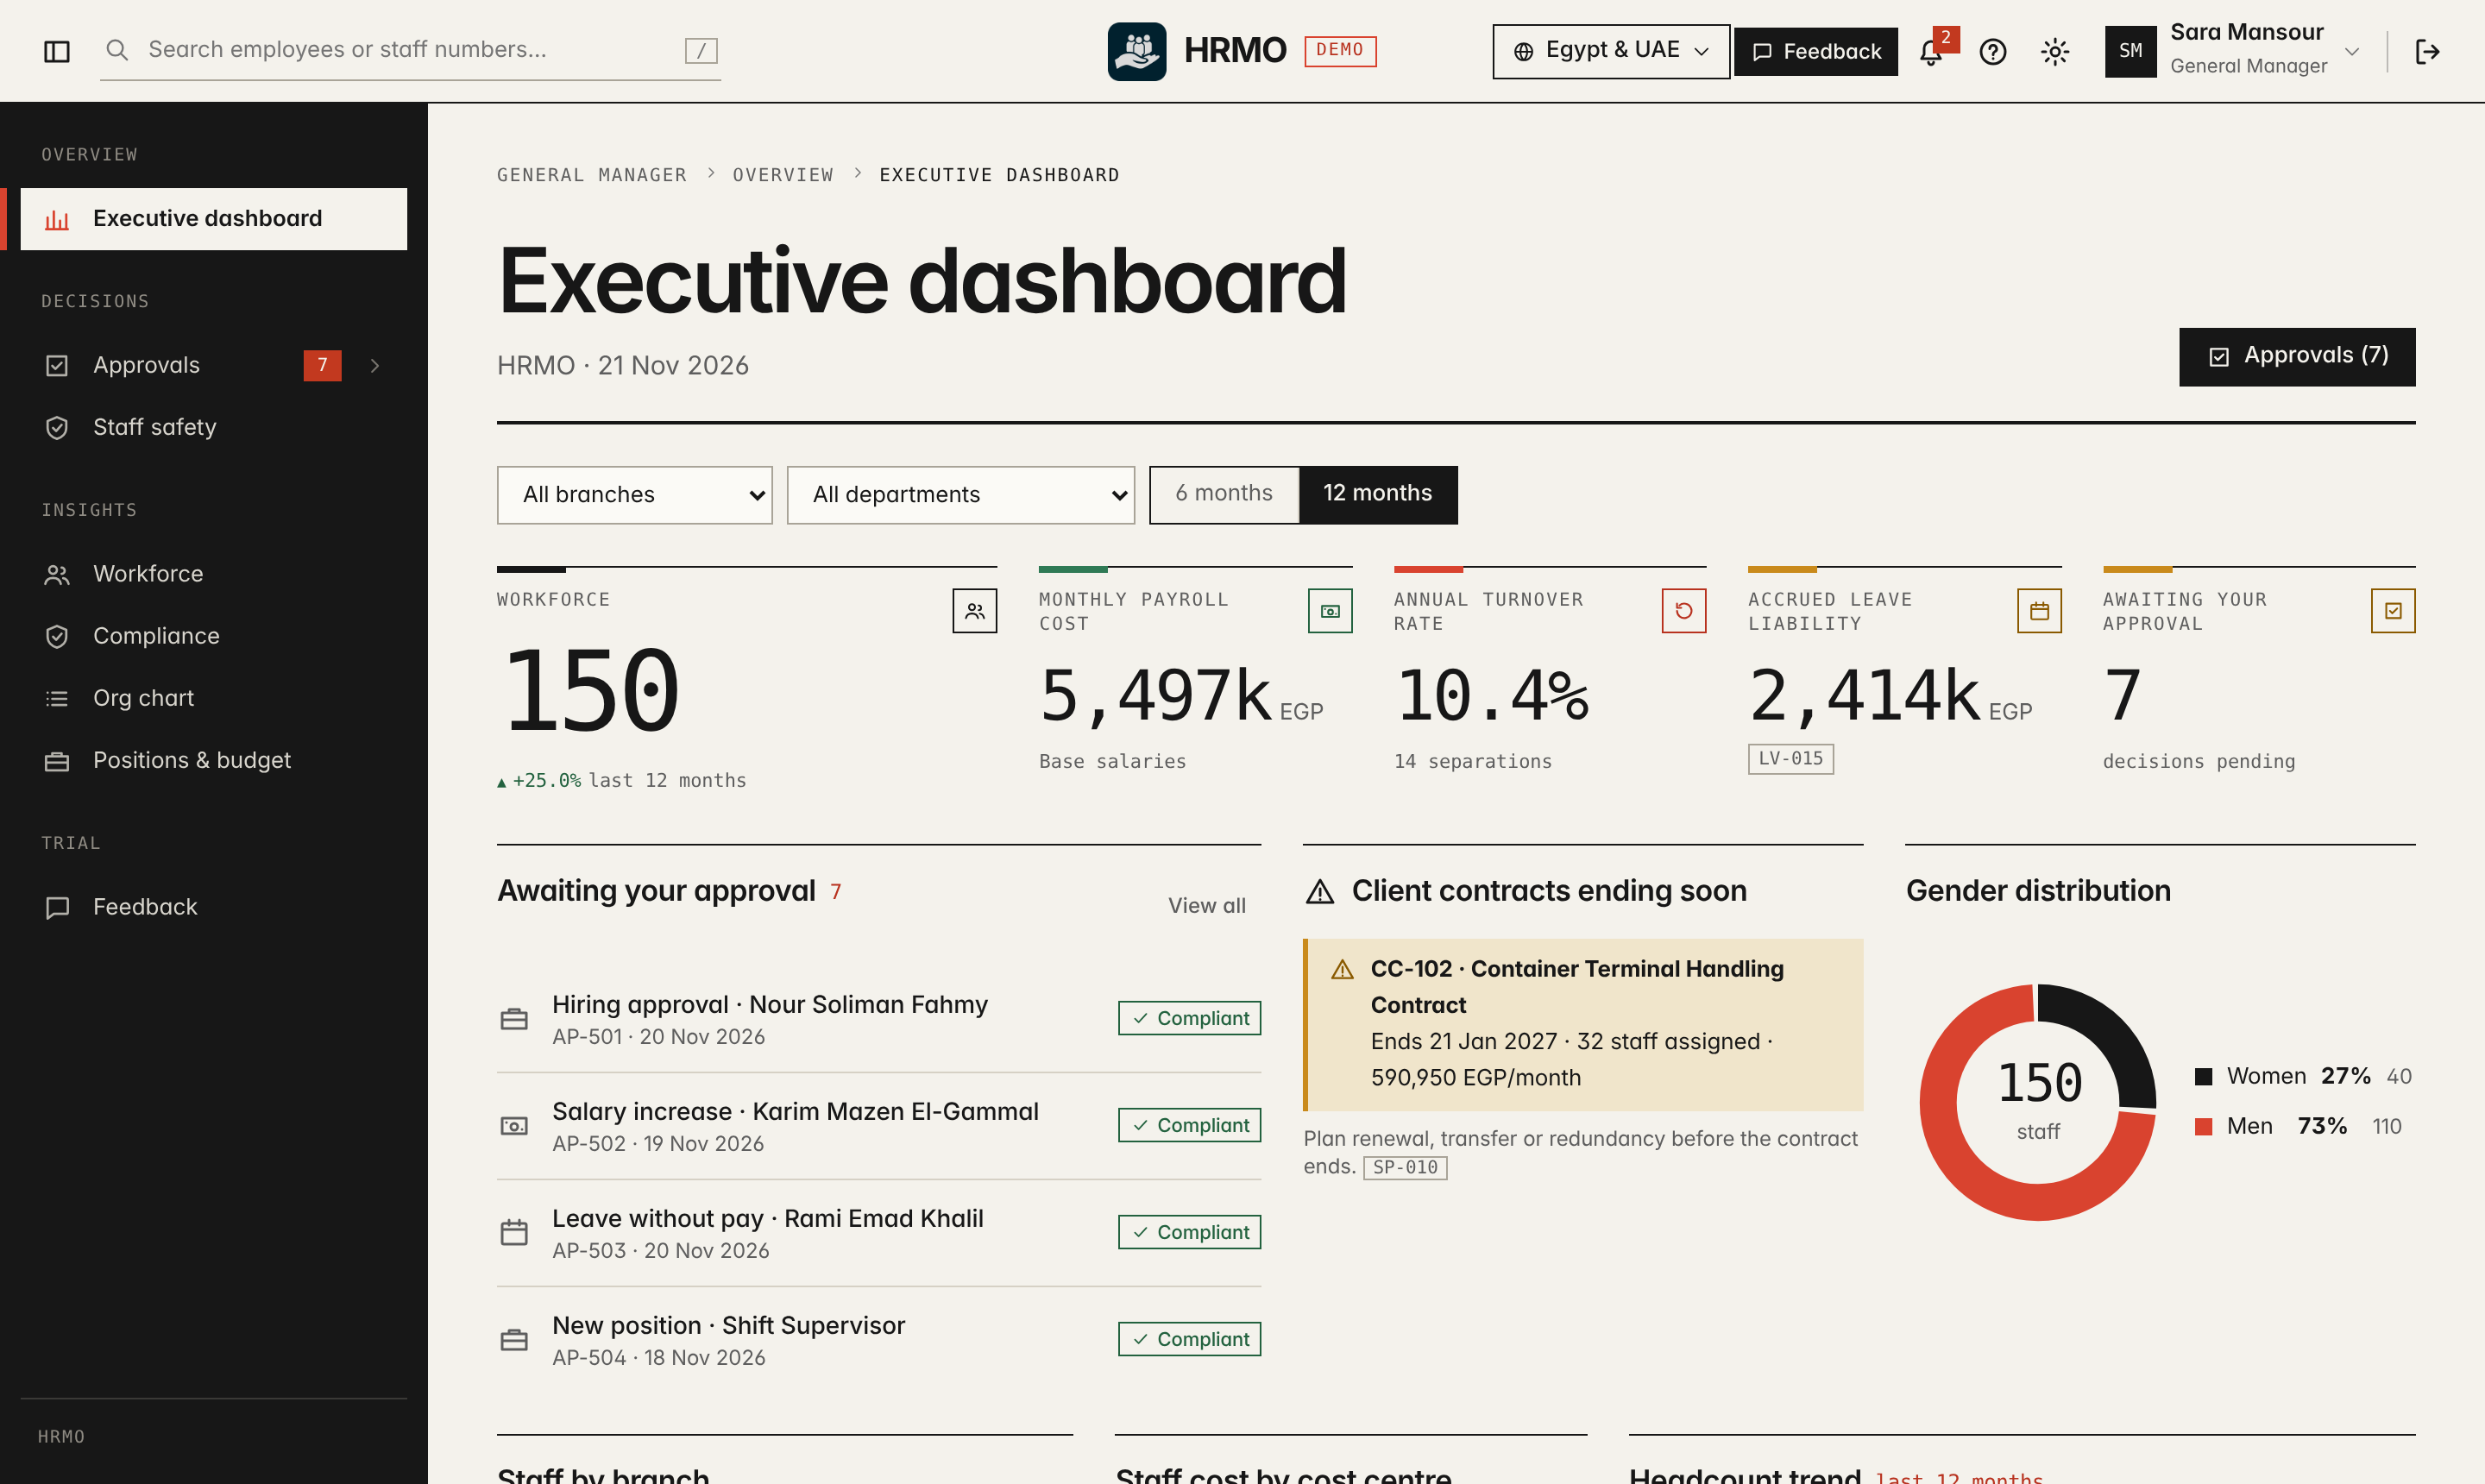 Search employees or staff numbers...
/
HRMO
DEMO
Egypt & UAE
Feedback
2
SM
Sara Mansour
General Manager
OVERVIEW
Executive dashboard
DECISIONS
Approvals
7
Staff safety
INSIGHTS
Workforce
Compliance
Org chart
Positions & budget
TRIAL
Feedback
HRMO
GENERAL MANAGER
OVERVIEW
EXECUTIVE DASHBOARD
Executive dashboard
HRMO · 21 Nov 2026
Approvals (7)
All branches
All departments
6 months
12 months
WORKFORCE
150
▲ +25.0% last 12 months
MONTHLY PAYROLL
COST
5,497k EGP
Base salaries
ANNUAL TURNOVER
RATE
10.4%
14 separations
ACCRUED LEAVE
LIABILITY
2,414k EGP
LV-015
AWAITING YOUR
APPROVAL
7
decisions pending
Awaiting your approval 7
View all
Hiring approval · Nour Soliman Fahmy
AP-501 · 20 Nov 2026
Compliant
Salary increase · Karim Mazen El-Gammal
AP-502 · 19 Nov 2026
Compliant
Leave without pay · Rami Emad Khalil
AP-503 · 20 Nov 2026
Compliant
New position · Shift Supervisor
AP-504 · 18 Nov 2026
Compliant
Client contracts ending soon
CC-102 · Container Terminal Handling
Contract
Ends 21 Jan 2027 · 32 staff assigned ·
590,950 EGP/month
Plan renewal, transfer or redundancy before the contract
ends. SP-010
Gender distribution
150
staff
Women 27% 40
Men 73% 110
Staff by branch
Staff cost by cost centre
Headcount trend last 12 months